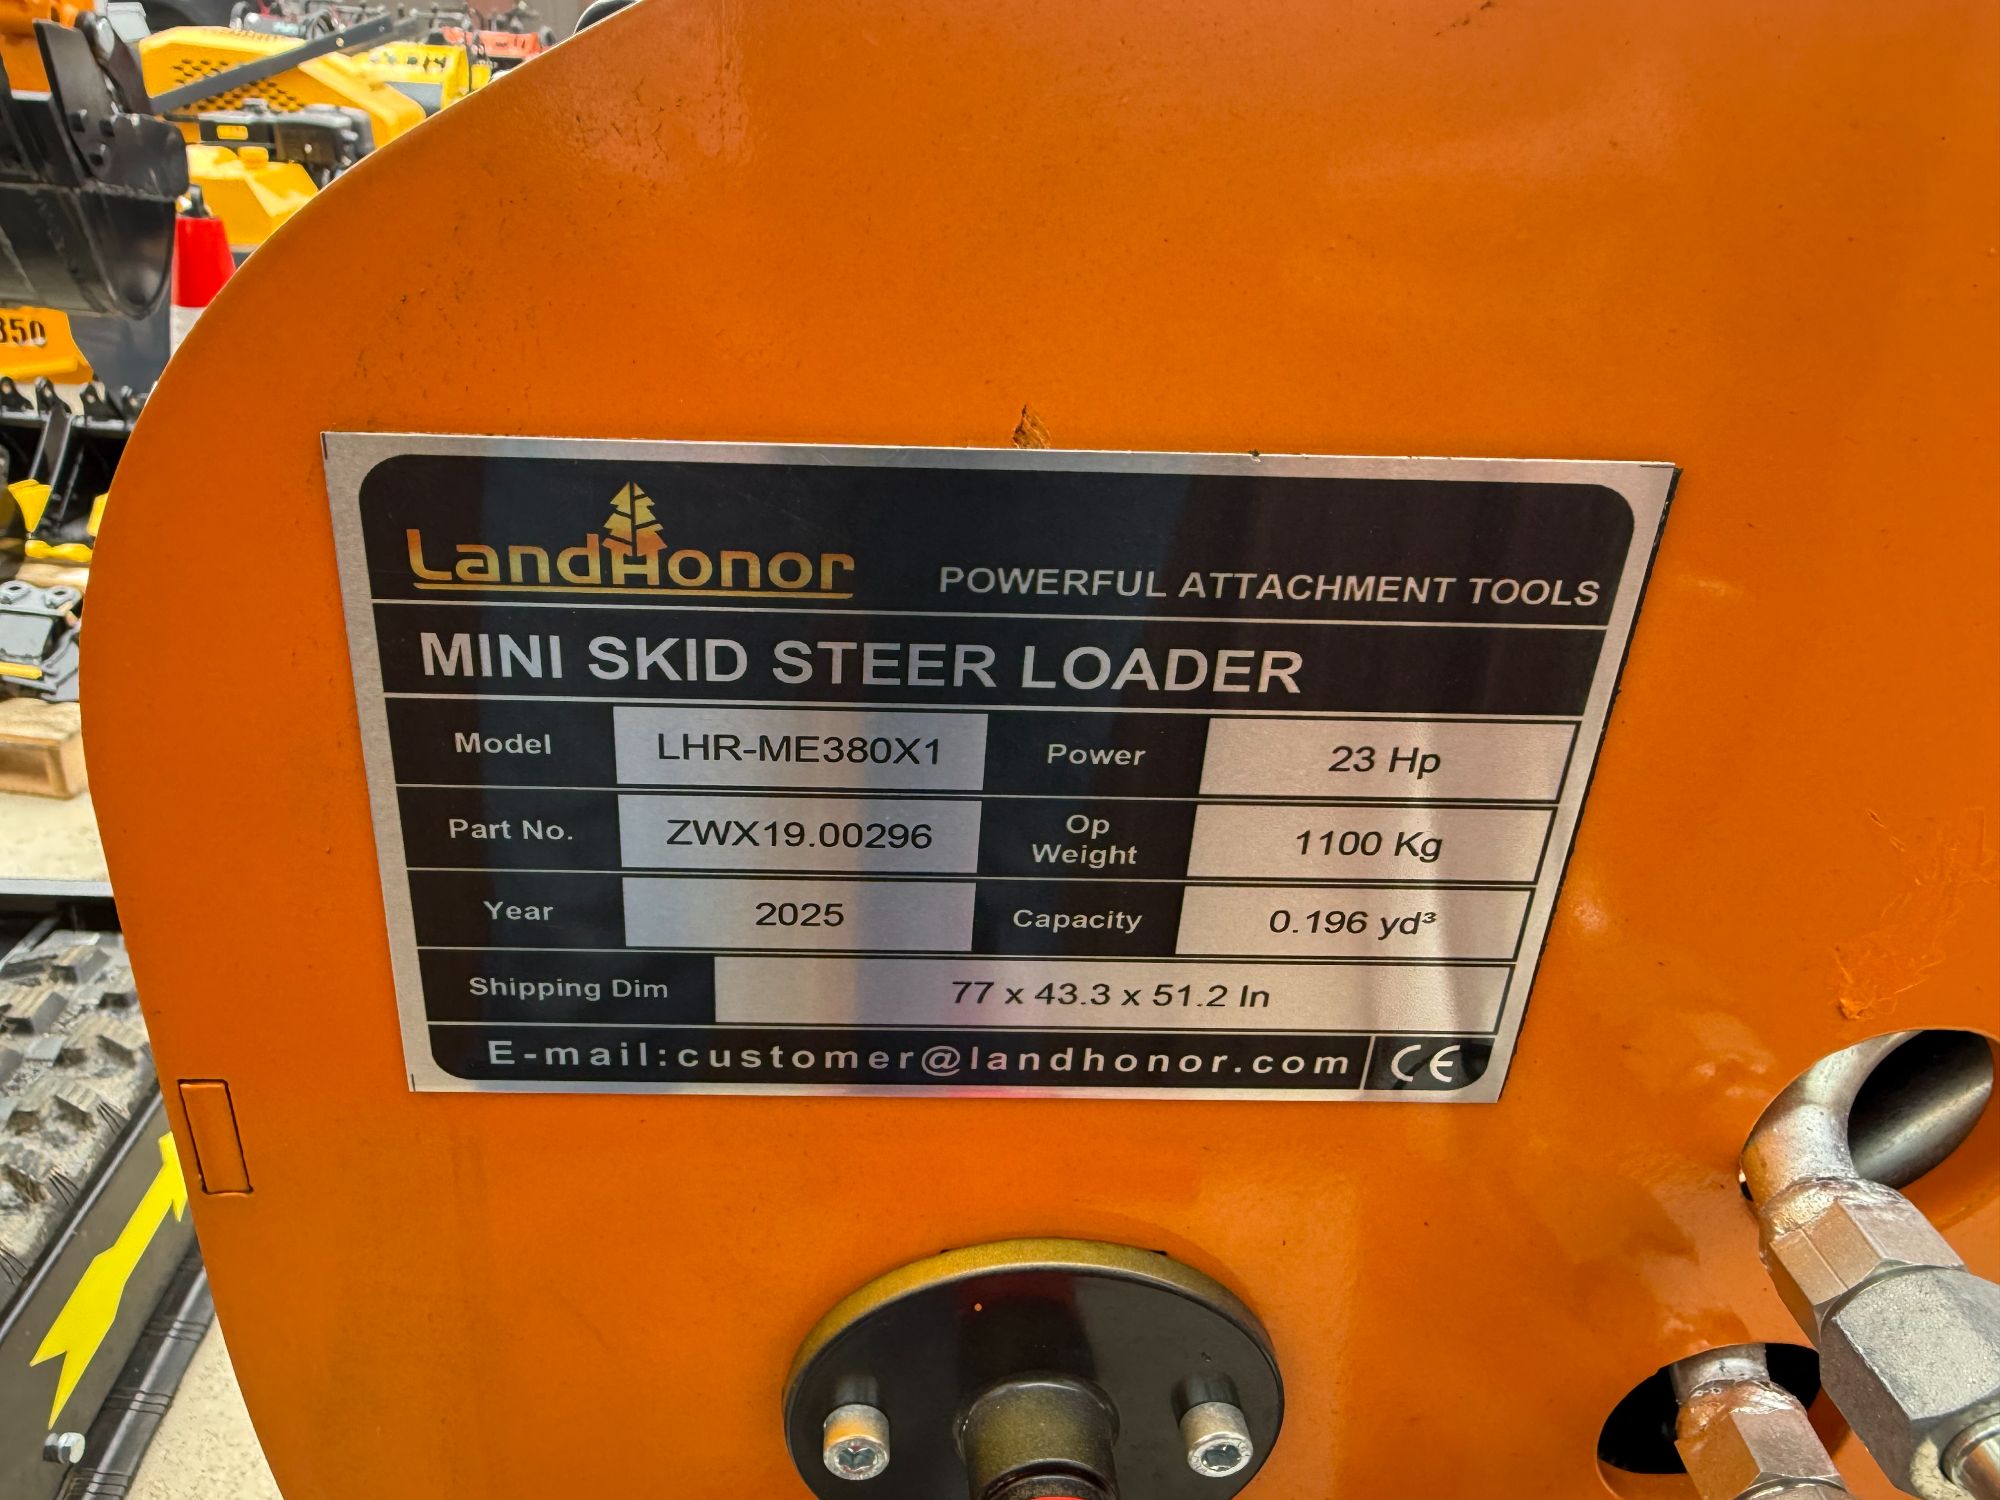 350
LandHonor
POWERFUL ATTACHMENT TOOLS
MINI SKID STEER LOADER
Model LHR-ME380X1 Power 23 Hp
Part No. ZWX19.00296 Op Weight 1100 Kg
Year 2025 Capacity 0.196 yd³
Shipping Dim 77 x 43.3 x 51.2 In
E-mail:customer@landhonor.com CE